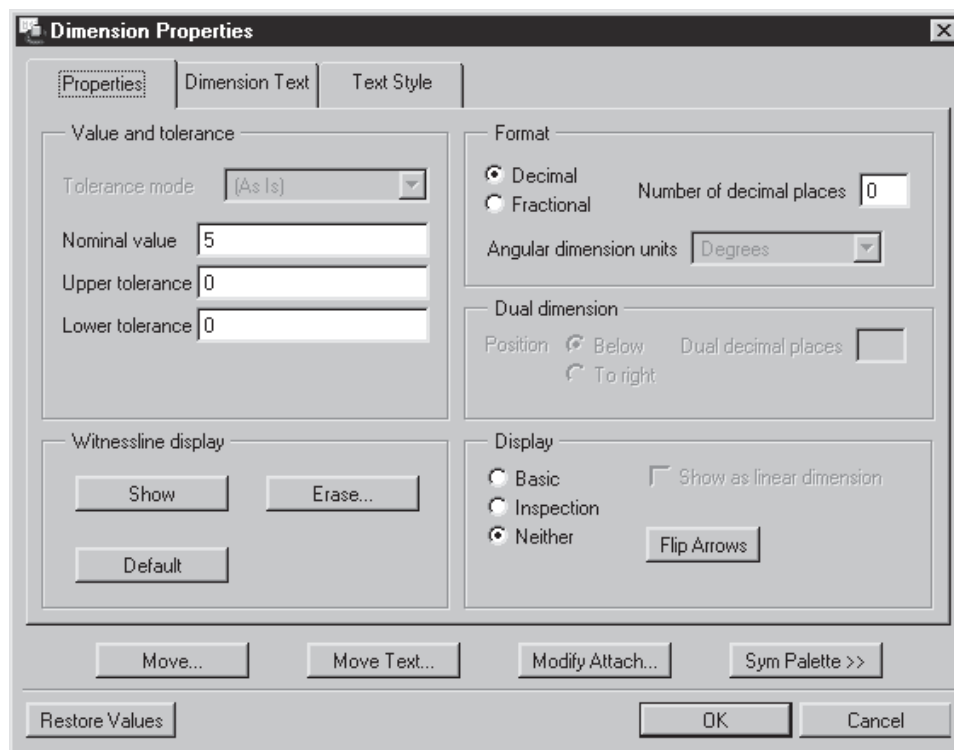 Dimension Properties
Properties
Dimension Text
Text Style
Value and tolerance
Tolerance mode (As Is)
Nominal value 5
Upper tolerance 0
Lower tolerance 0
Format
Decimal
Fractional
Number of decimal places 0
Angular dimension units Degrees
Dual dimension
Position Below
To right
Dual decimal places
Witnessline display
Show
Erase...
Default
Display
Basic
Inspection
Neither
Show as linear dimension
Flip Arrows
Move...
Move Text...
Modify Attach...
Sym Palette >>
Restore Values
OK
Cancel